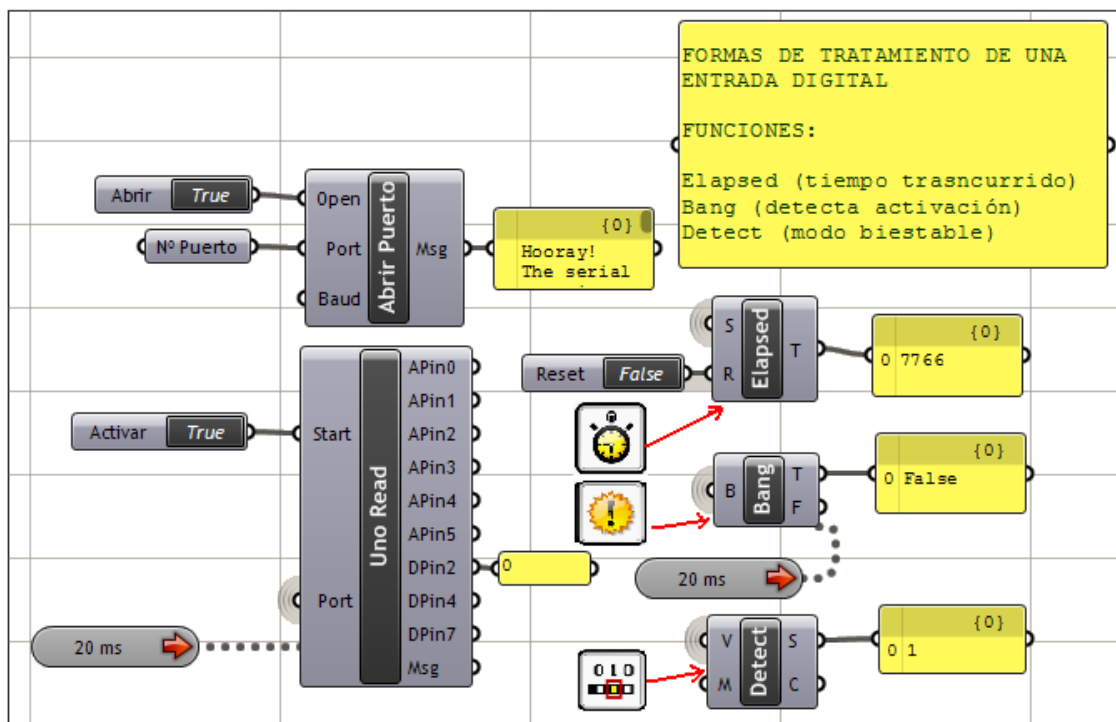 FORMAS DE TRATAMIENTO DE UNA
ENTRADA DIGITAL
FUNCIONES:
Elapsed (tiempo trasncurrido)
Bang (detecta activación)
Detect (modo biestable)
Abrir True
Nº Puerto
Open
Port
Baud
Abrir Puerto
Msg
{0}
Hooray!
The serial
Activar True
20 ms
Start
Port
Uno Read
APin0
APin1
APin2
APin3
APin4
APin5
DPin2
DPin4
DPin7
Msg
0
Reset False
S
R
Elapsed
T
{0}
0 7766
B
Bang
T
F
{0}
0 False
20 ms
0 1 0
V
M
Detect
S
C
{0}
0 1